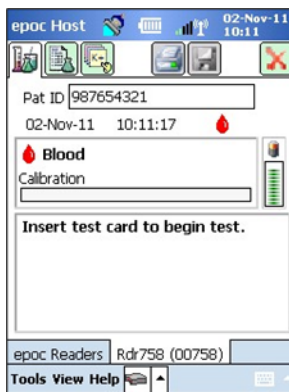 epoc Host 02-Nov-11
10:11
Pat ID 987654321
02-Nov-11 10:11:17
Blood
Calibration
Insert test card to begin test.
epoc Readers Rdr758 (00758)
Tools View Help